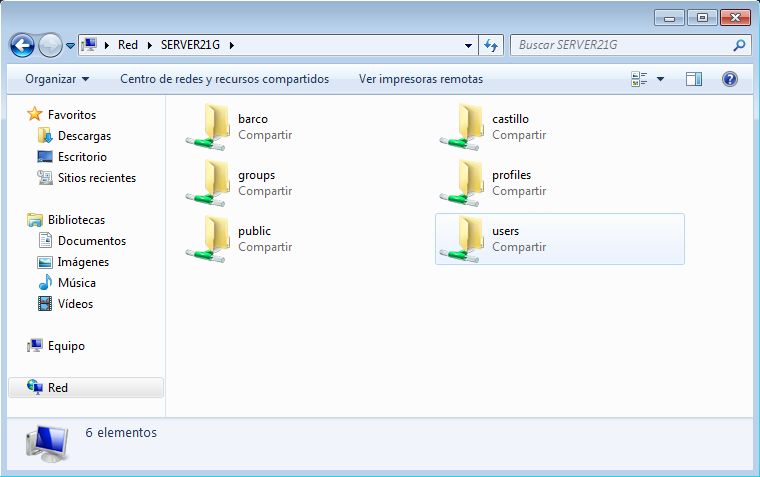 Red ▸ SERVER21G ▸
Buscar SERVER21G
Organizar Centro de redes y recursos compartidos Ver impresoras remotas
Favoritos
Descargas
Escritorio
Sitios recientes
Bibliotecas
Documentos
Imágenes
Música
Vídeos
Equipo
Red
barco
Compartir
castillo
Compartir
groups
Compartir
profiles
Compartir
public
Compartir
users
Compartir
6 elementos